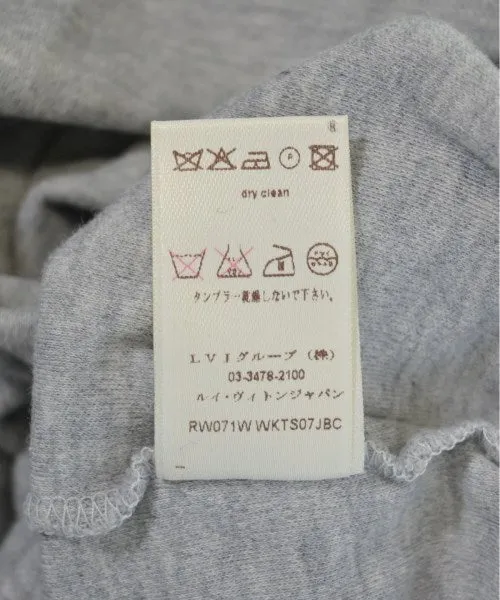 dry clean
タンブラー乾燥しないで下さい。
LVJグループ (株)
03-3478-2100
ルイ・ヴィトンジャパン
RW071W WKTS07JBC